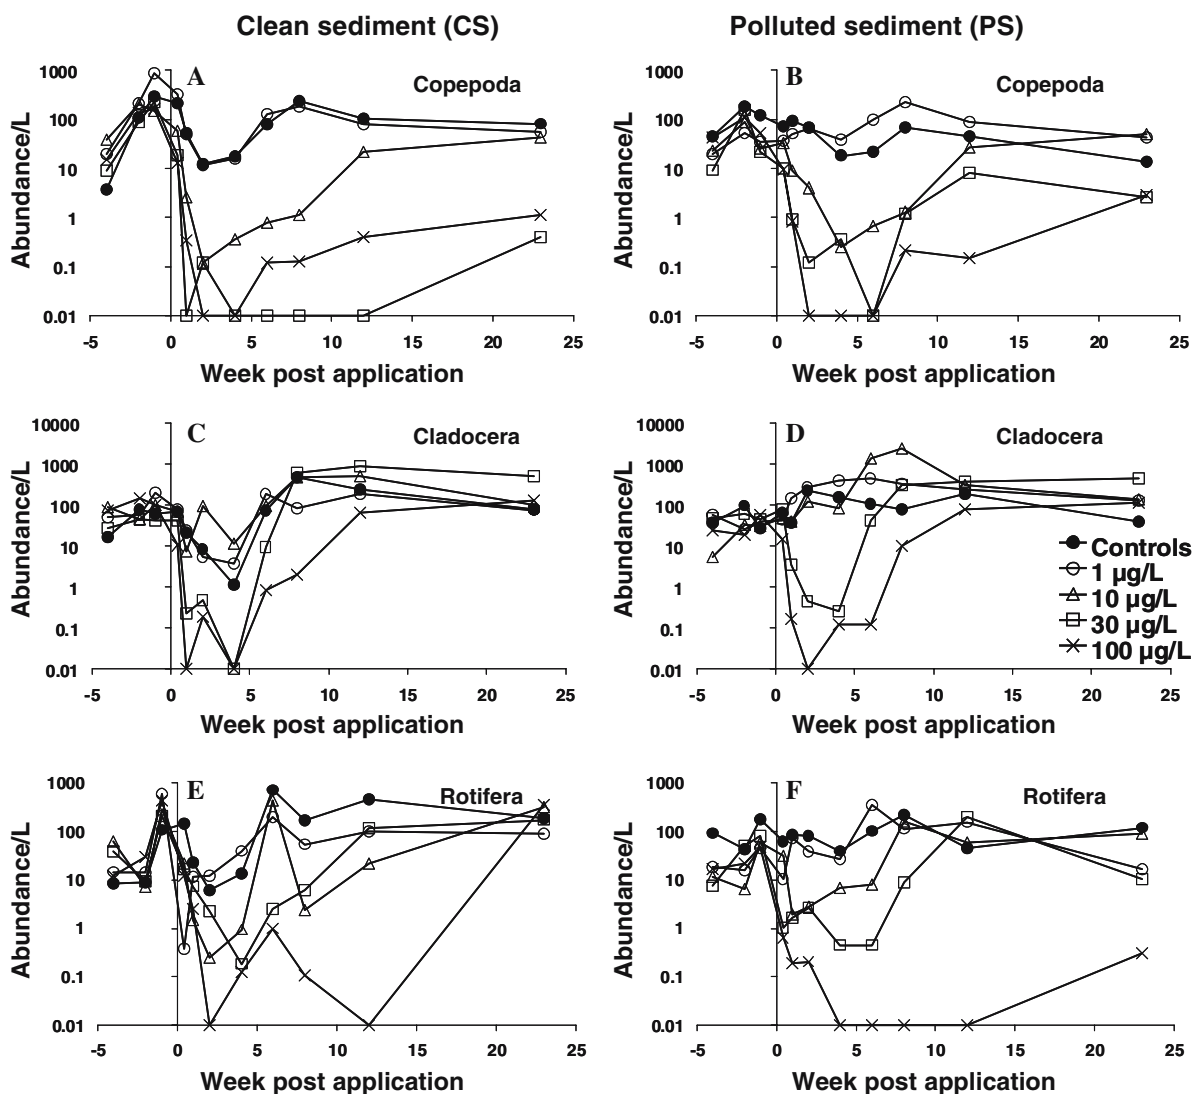 Clean sediment (CS)
Polluted sediment (PS)
A
Copepoda
Abundance/L
1000
100
10
1
0.1
0.01
-5 0 5 10 15 20 25
Week post application
B
Copepoda
Abundance/L
1000
100
10
1
0.1
0.01
-5 0 5 10 15 20 25
Week post application
C
Cladocera
Abundance/L
10000
1000
100
10
1
0.1
0.01
-5 0 5 10 15 20 25
Week post application
D
Cladocera
Abundance/L
10000
1000
100
10
1
0.1
0.01
-5 0 5 10 15 20 25
Week post application
Controls
1 µg/L
10 µg/L
30 µg/L
100 µg/L
E
Rotifera
Abundance/L
1000
100
10
1
0.1
0.01
-5 0 5 10 15 20 25
Week post application
F
Rotifera
Abundance/L
1000
100
10
1
0.1
0.01
-5 0 5 10 15 20 25
Week post application